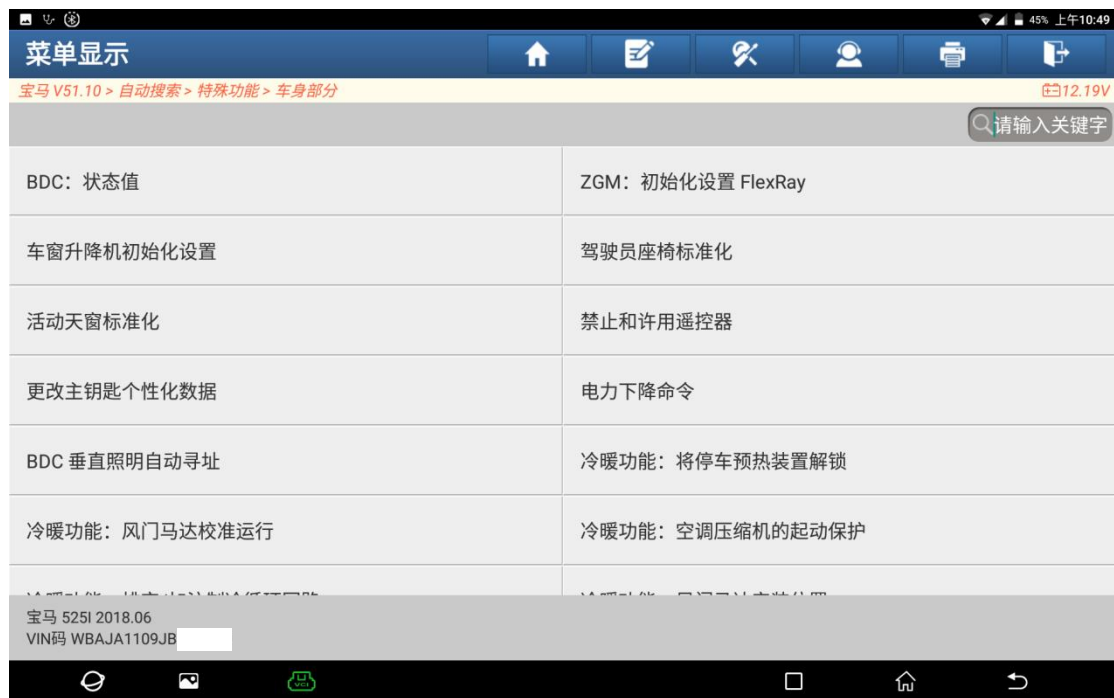 45% 上午10:49
菜单显示
宝马 V51.10 > 自动搜索 > 特殊功能 > 车身部分
12.19V
请输入关键字
BDC：状态值
ZGM：初始化设置 FlexRay
车窗升降机初始化设置
驾驶员座椅标准化
活动天窗标准化
禁止和许用遥控器
更改主钥匙个性化数据
电力下降命令
BDC 垂直照明自动寻址
冷暖功能：将停车预热装置解锁
冷暖功能：风门马达校准运行
冷暖功能：空调压缩机的起动保护
宝马 525I 2018.06
VIN码 WBAJA1109JB
VCI